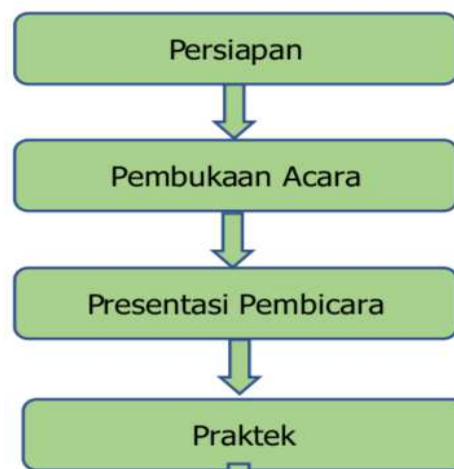 Persiapan
Pembukaan Acara
Presentasi Pembicara
Praktek